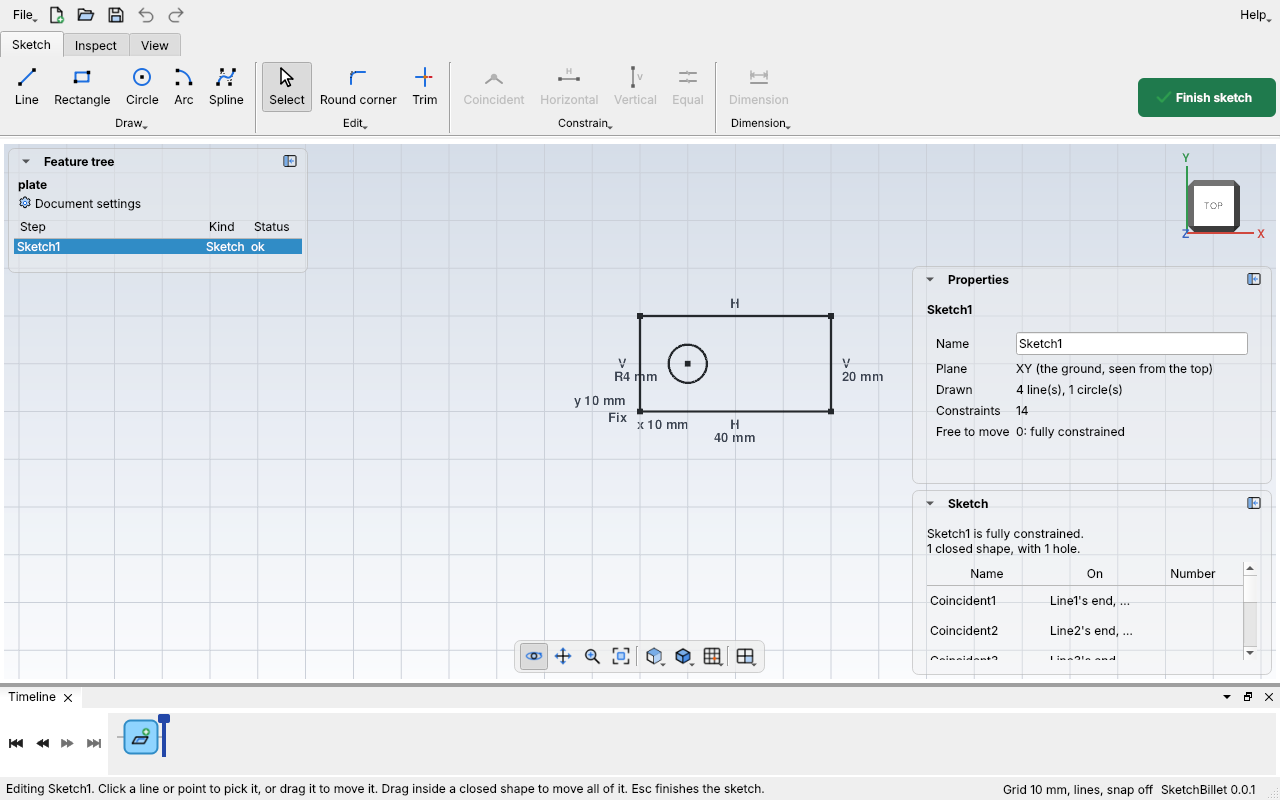 File
Help
Sketch Inspect View
Line Rectangle Circle Arc Spline Select Round corner Trim Coincident Horizontal Vertical Equal Dimension
H V
Finish sketch
Draw Edit Constrain Dimension
Feature tree
plate
Document settings
Step Kind Status
Sketch1 Sketch ok
Y
TOP
Z X
H
V V
R4 mm 20 mm
y 10 mm
Fix
x 10 mm H
40 mm
Properties
Sketch1
Name Sketch1
Plane XY (the ground, seen from the top)
Drawn 4 line(s), 1 circle(s)
Constraints 14
Free to move 0: fully constrained
Sketch
Sketch1 is fully constrained.
1 closed shape, with 1 hole.
Name On Number
Coincident1 Line1's end, ...
Coincident2 Line2's end, ...
Coincident3 Line3's end
Timeline
Editing Sketch1. Click a line or point to pick it, or drag it to move it. Drag inside a closed shape to move all of it. Esc finishes the sketch.
Grid 10 mm, lines, snap off SketchBillet 0.0.1